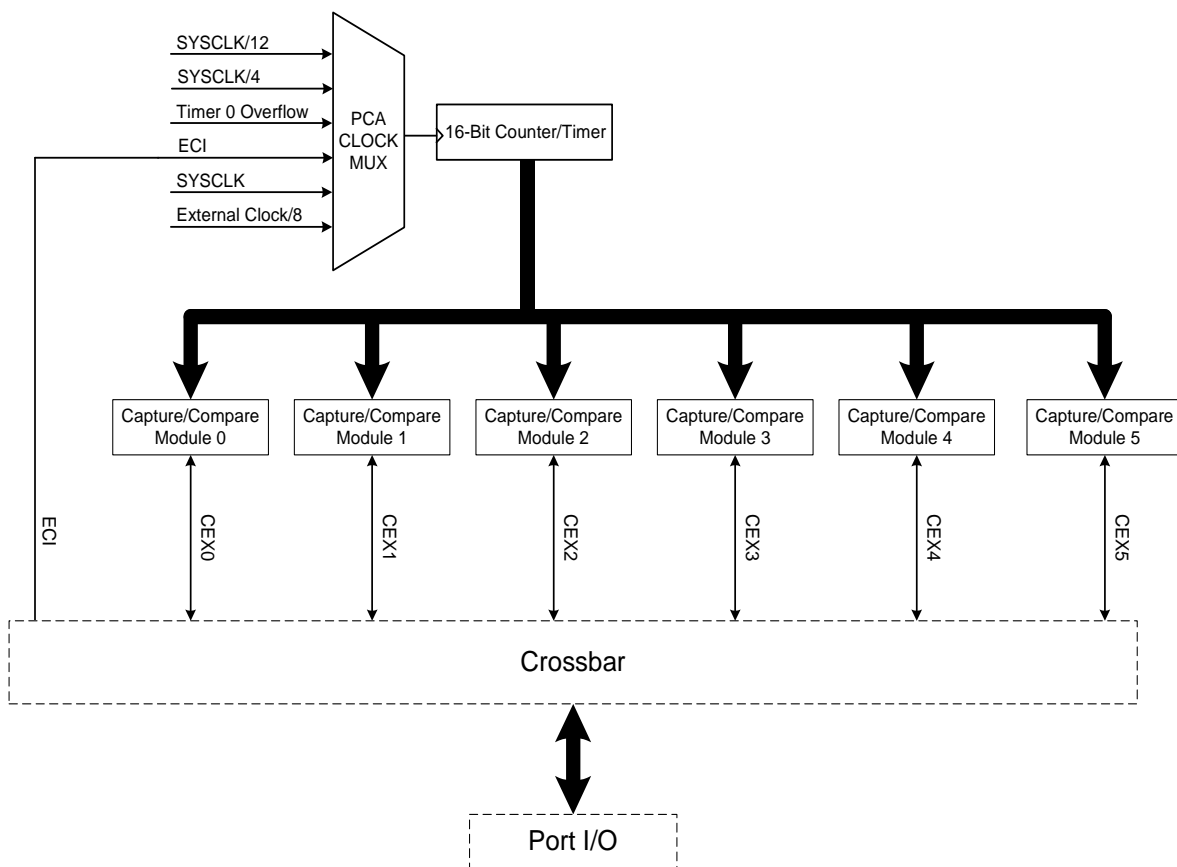 SYSCLK/12
SYSCLK/4
Timer 0 Overflow
ECI
SYSCLK
External Clock/8
PCA
CLOCK
MUX
16-Bit Counter/Timer
Capture/Compare
Module 0
Capture/Compare
Module 1
Capture/Compare
Module 2
Capture/Compare
Module 3
Capture/Compare
Module 4
Capture/Compare
Module 5
ECI
CEX0
CEX1
CEX2
CEX3
CEX4
CEX5
Crossbar
Port I/O